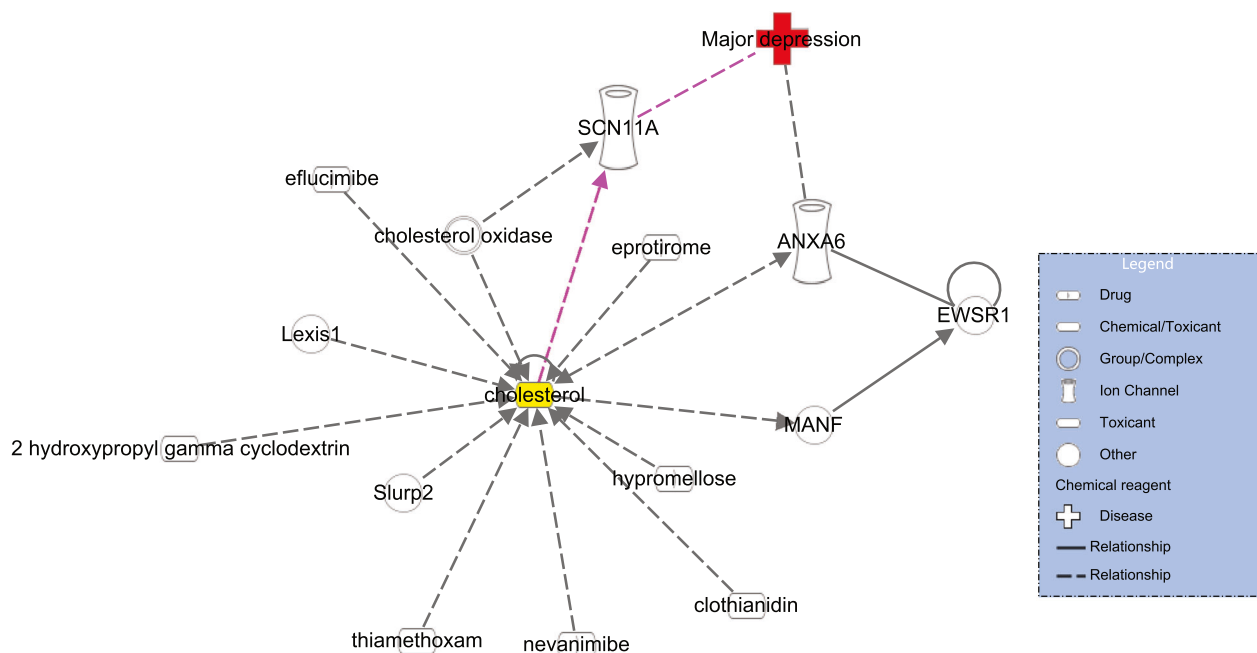 Major depression
SCN11A
eflucimibe
cholesterol oxidase
eprotirome
ANXA6
EWSR1
Lexis1
cholesterol
MANF
2 hydroxypropyl gamma cyclodextrin
Slurp2
hypromellose
clothianidin
thiamethoxam
nevanimibe
Legend
Drug
Chemical/Toxicant
Group/Complex
Ion Channel
Toxicant
Other
Chemical reagent
Disease
Relationship
Relationship